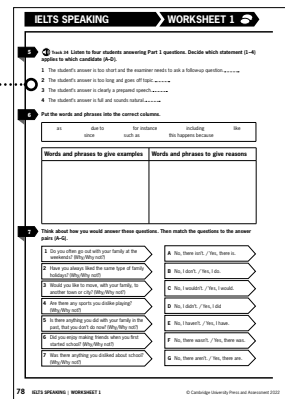 IELTS SPEAKING WORKSHEET 1
5 Track 34 Listen to four students answering Part 1 questions. Decide which statement (1–4)
applies to which candidate (A–D).
1 The student's answer is too short and the examiner needs to ask a follow-up question.
2 The student's answer is too long and goes off topic.
3 The student's answer is clearly a prepared speech.
4 The student's answer is full and sounds natural.
6 Put the words and phrases into the correct columns.
as due to for instance including like
since such as this happens because
Words and phrases to give examples Words and phrases to give reasons
7 Think about how you would answer these questions. Then match the questions to the answer
pairs (A–G).
1 Do you often go out with your family at the
weekends? (Why/Why not?)
2 Have you always liked the same type of family
holidays? (Why/Why not?)
3 Would you like to move, with your family, to
another town or city? (Why/Why not?)
4 Are there any sports you dislike playing?
(Why/Why not?)
5 Is there anything you did with your family in the
past, that you don't do now? (Why/Why not?)
6 Did you enjoy making friends when you first
started school? (Why/Why not?)
7 Was there anything you disliked about school?
(Why/Why not?)
A No, there isn't. / Yes, there is.
B No, I don't. / Yes, I do.
C No, I wouldn't. / Yes, I would.
D No, I didn't. / Yes, I did
E No, I haven't. / Yes, I have.
F No, there wasn't. / Yes, there was.
G No, there aren't. / Yes, there are.
78 IELTS SPEAKING | WORKSHEET 1 © Cambridge University Press and Assessment 2022